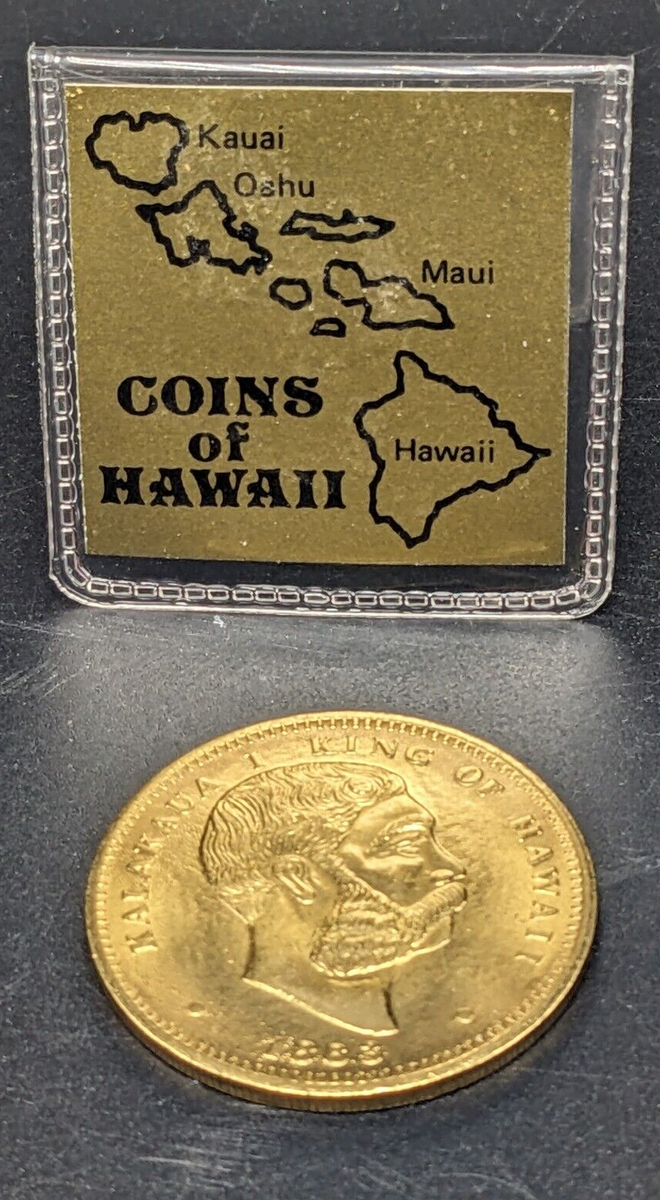 Kauai
Oahu
Maui
COINS
of
HAWAII
Hawaii
KALAKAUA I KING OF HAWAII
1883